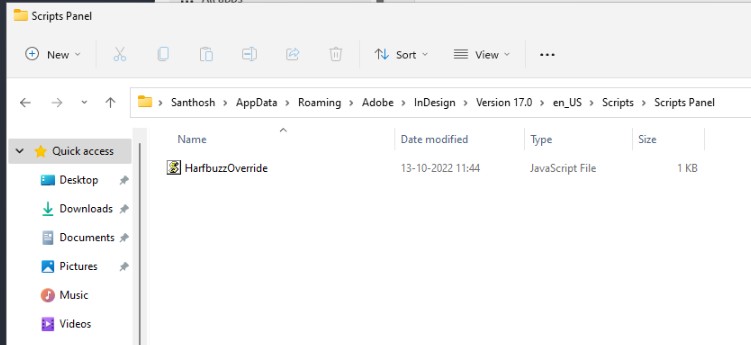 Scripts Panel
New Sort View
Santhosh > AppData > Roaming > Adobe > InDesign > Version 17.0 > en_US > Scripts > Scripts Panel
Name Date modified Type Size
Quick access
HarfbuzzOverride 13-10-2022 11:44 JavaScript File 1 KB
Desktop
Downloads
Documents
Pictures
Music
Videos